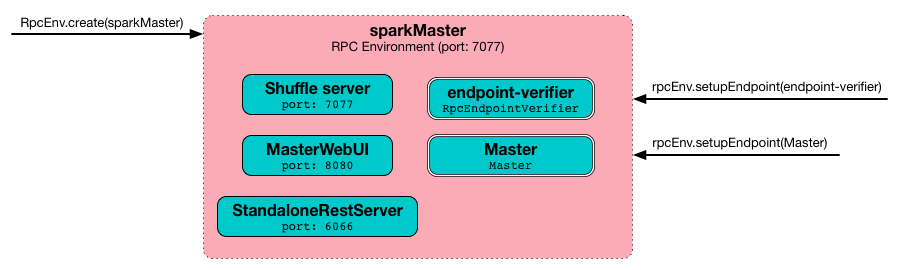 RpcEnv.create(sparkMaster)
sparkMaster
RPC Environment (port: 7077)
Shuffle server
port: 7077
endpoint-verifier
RpcEndpointVerifier
rpcEnv.setupEndpoint(endpoint-verifier)
MasterWebUI
port: 8080
Master
Master
rpcEnv.setupEndpoint(Master)
StandaloneRestServer
port: 6066